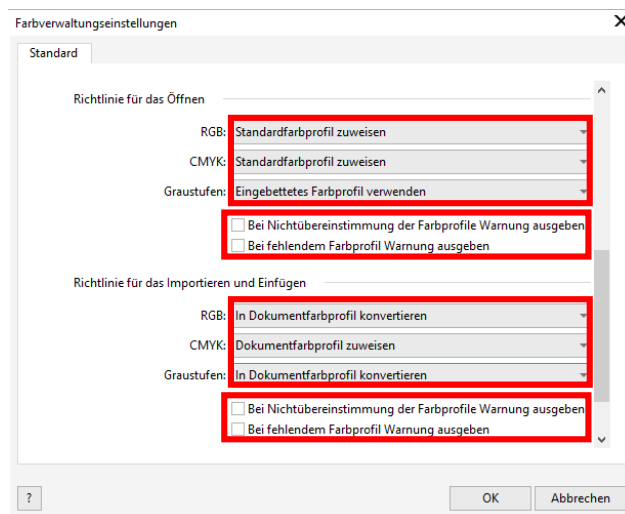 Farbverwaltungseinstellungen
Standard
Richtlinie für das Öffnen
RGB: Standardfarbprofil zuweisen
CMYK: Standardfarbprofil zuweisen
Graustufen: Eingebettetes Farbprofil verwenden
Bei Nichtübereinstimmung der Farbprofile Warnung ausgeben
Bei fehlendem Farbprofil Warnung ausgeben
Richtlinie für das Importieren und Einfügen
RGB: In Dokumentfarbprofil konvertieren
CMYK: Dokumentfarbprofil zuweisen
Graustufen: In Dokumentfarbprofil konvertieren
Bei Nichtübereinstimmung der Farbprofile Warnung ausgeben
Bei fehlendem Farbprofil Warnung ausgeben
? OK Abbrechen